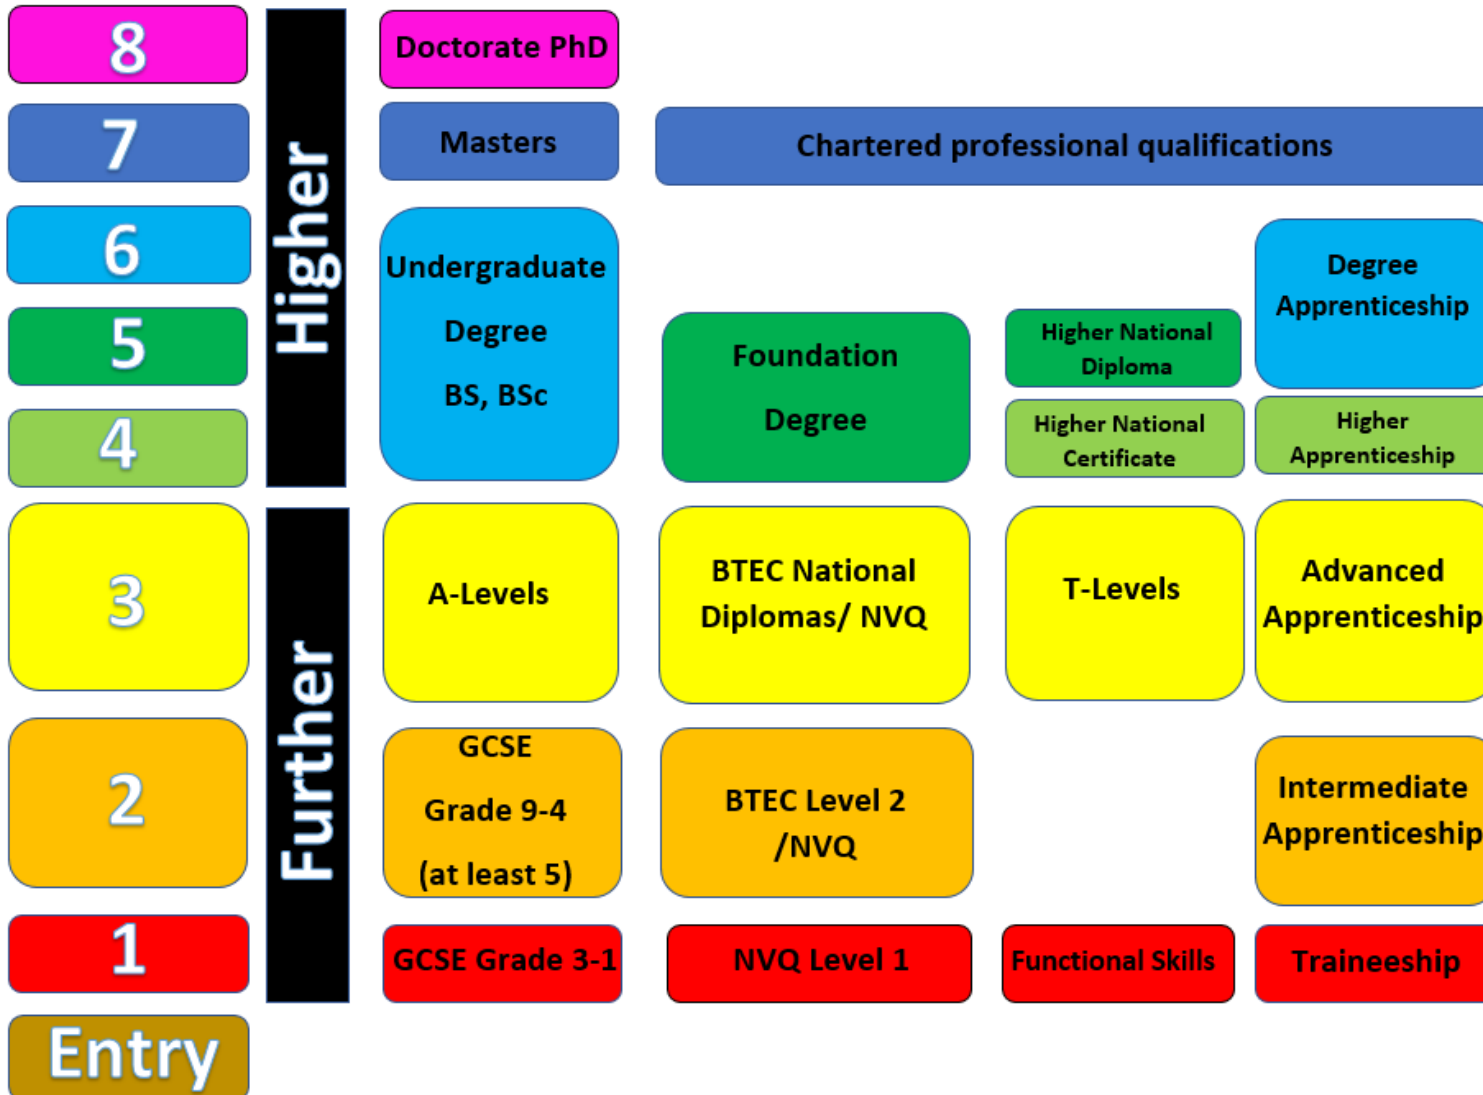 8
Doctorate PhD
7
Masters
Chartered professional qualifications
Higher
6
Undergraduate
Degree
BS, BSc
Degree
Apprenticeship
5
Foundation
Degree
Higher National
Diploma
4
Higher National
Certificate
Higher
Apprenticeship
Further
3
A-Levels
BTEC National
Diplomas/ NVQ
T-Levels
Advanced
Apprenticeship
2
GCSE
Grade 9-4
(at least 5)
BTEC Level 2
/NVQ
Intermediate
Apprenticeship
1
GCSE Grade 3-1
NVQ Level 1
Functional Skills
Traineeship
Entry